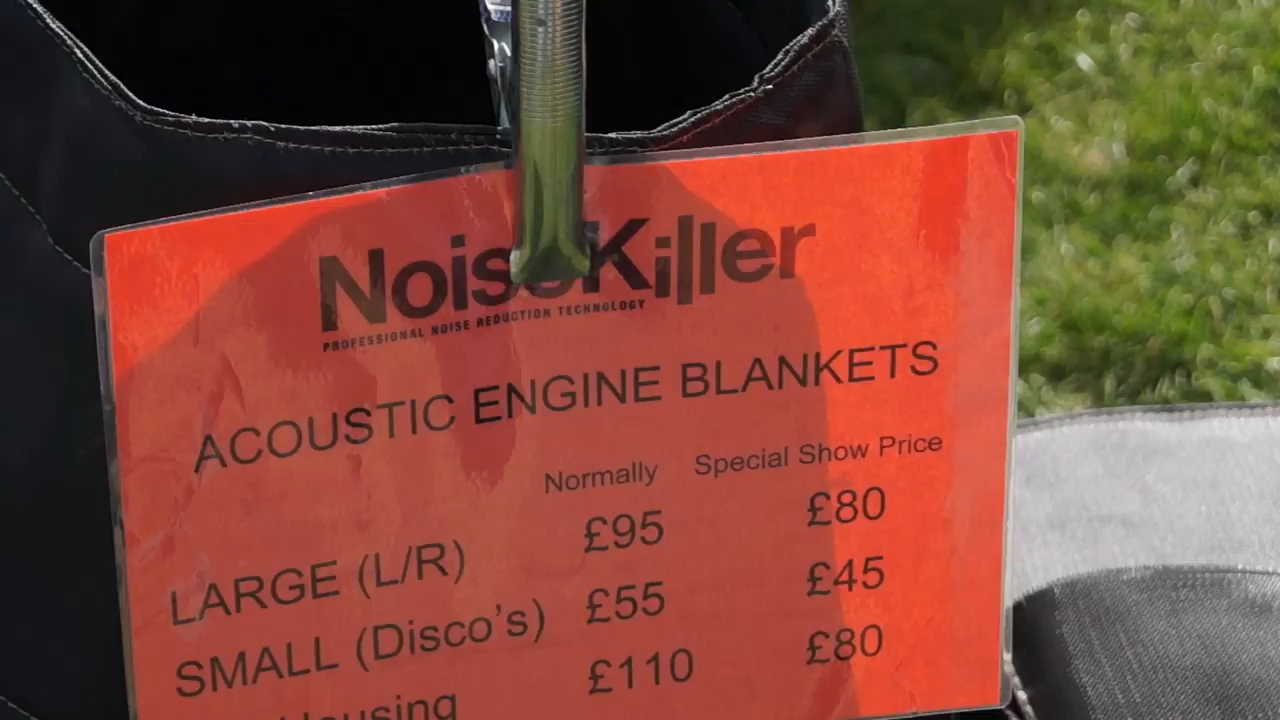 NoiseKiller
PROFESSIONAL NOISE REDUCTION TECHNOLOGY
ACOUSTIC ENGINE BLANKETS
Normally Special Show Price
LARGE (L/R) £95 £80
SMALL (Disco's) £55 £45
Housing £110 £80